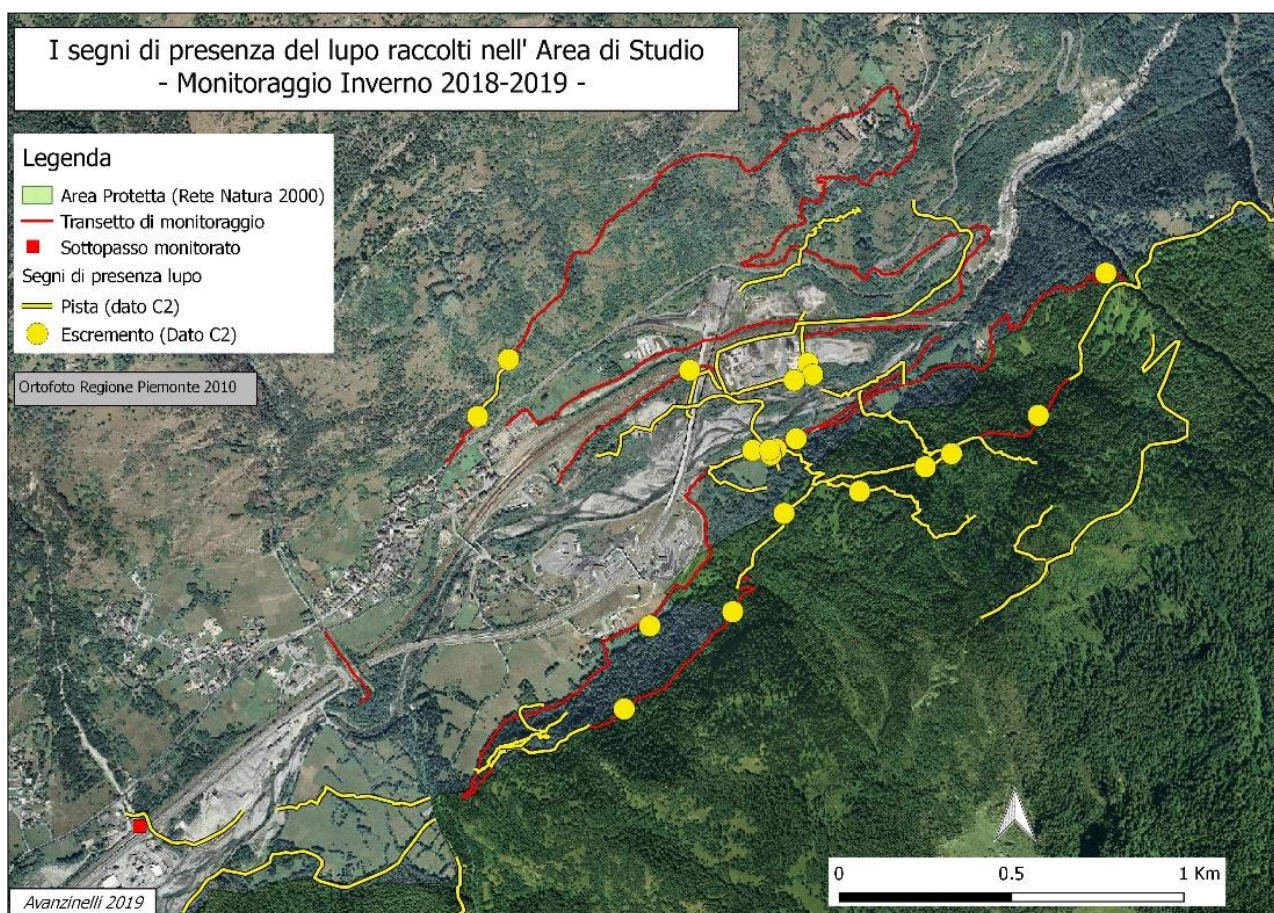 I segni di presenza del lupo raccolti nell' Area di Studio
- Monitoraggio Inverno 2018-2019 -
Legenda
Area Protetta (Rete Natura 2000)
Transetto di monitoraggio
Sottopasso monitorato
Segni di presenza lupo
Pista (dato C2)
Escremento (Dato C2)
Ortofoto Regione Piemonte 2010
0 0.5 1 Km
Avanzinelli 2019